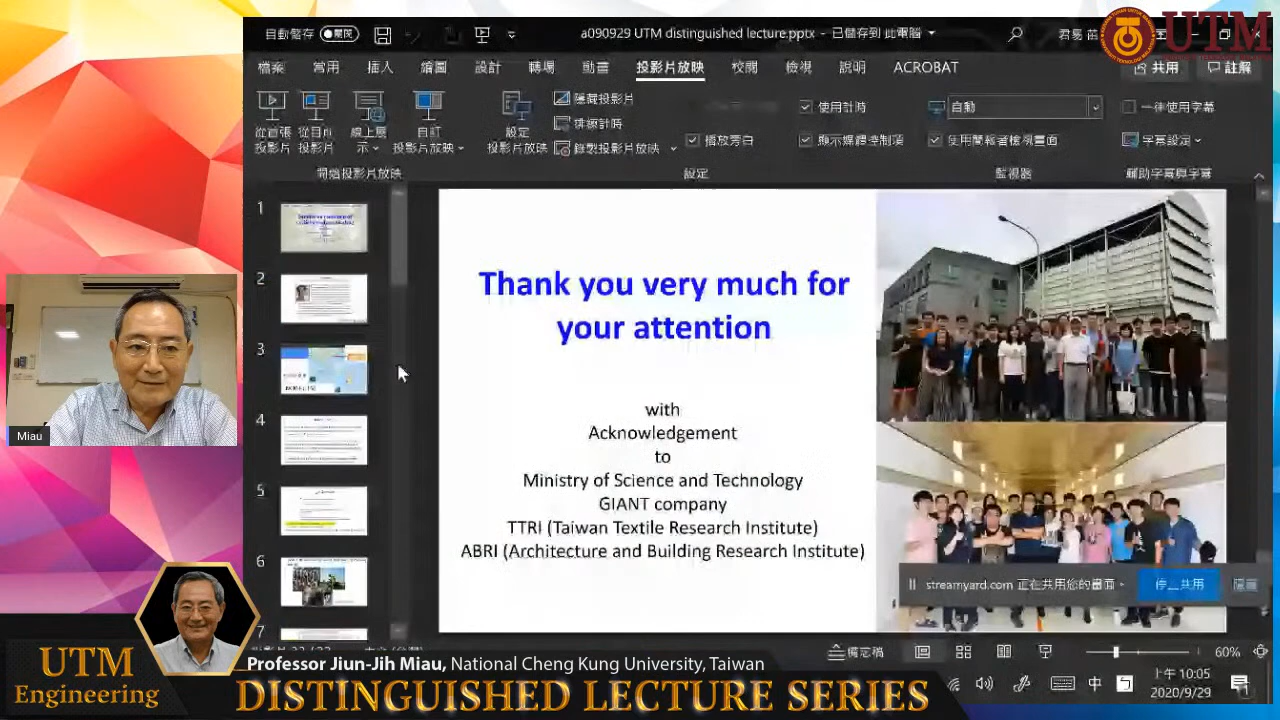 自動儲存
a090929 UTM distinguished lecture.pptx - 已儲存到 此電腦
UTM
檔案 常用 插入 繪圖 設計 轉場 動畫 投影片放映 校閱 檢視 說明 ACROBAT
共用 註解
從首張投影片
從目前投影片
線上展示
自訂投影片放映
設定投影片放映
隱藏投影片
排練計時
錄製投影片放映
播放旁白
使用計時
顯示媒體控制項
自動
使用簡報者檢視畫面
一律使用字幕
字幕設定
開始投影片放映
設定
監視器
輔助字幕與字幕
1
2
3
4
5
6
7
Thank you very much for
your attention
with
Acknowledgement
to
Ministry of Science and Technology
GIANT company
TTRI (Taiwan Textile Research Institute)
ABRI (Architecture and Building Research Institute)
streamyard.com 正在共用您的畫面
停止共用
隱藏
Miau
備忘稿
60%
中
上午 10:05
2020/9/29
1
Professor Jiun-Jih Miau, National Cheng Kung University, Taiwan
UTM
Engineering
DISTINGUISHED LECTURE SERIES